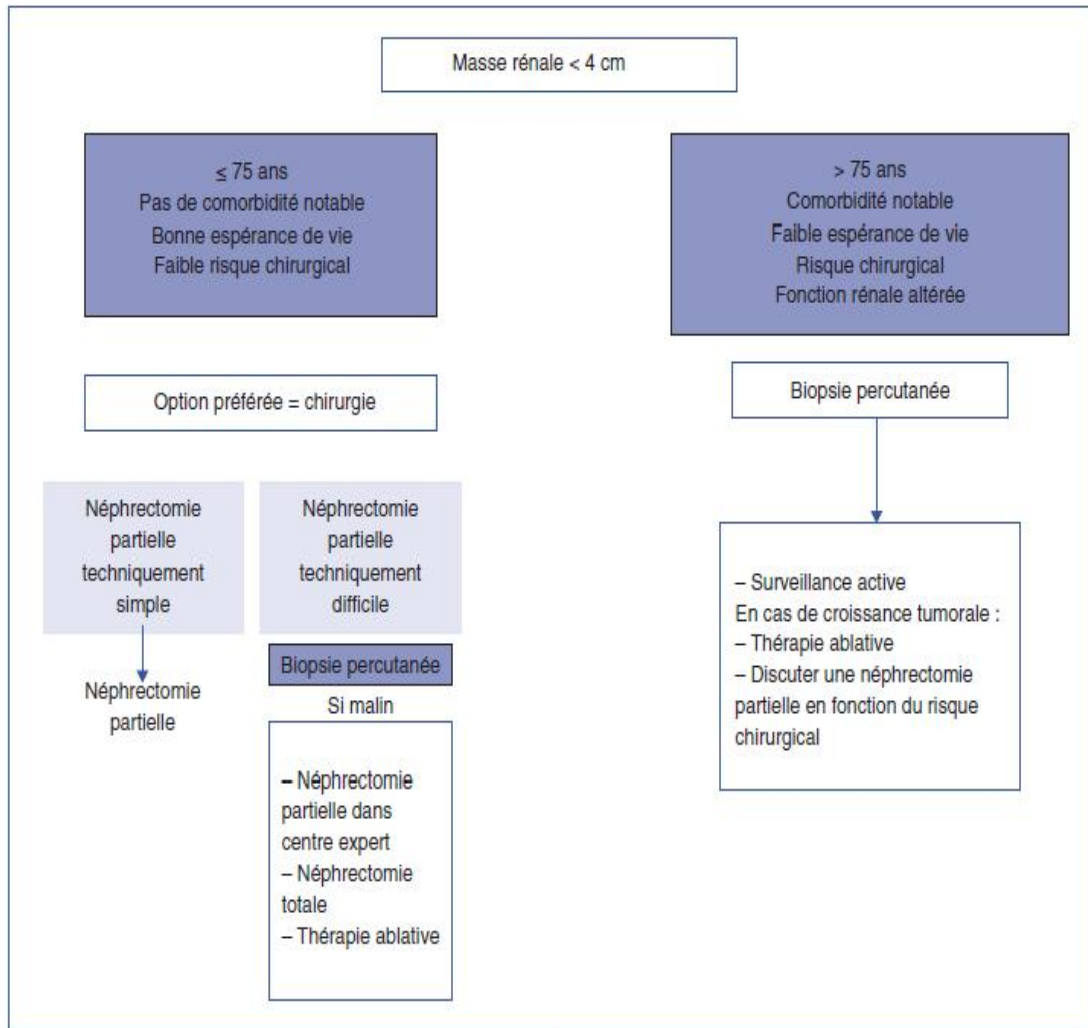 Masse rénale < 4 cm
≤ 75 ans
Pas de comorbidité notable
Bonne espérance de vie
Faible risque chirurgical
> 75 ans
Comorbidité notable
Faible espérance de vie
Risque chirurgical
Fonction rénale altérée
Option préférée = chirurgie
Biopsie percutanée
Néphrectomie
partielle
techniquement
simple
Néphrectomie
partielle
Néphrectomie
partielle
techniquement
difficile
Biopsie percutanée
Si malin
– Néphrectomie
partielle dans
centre expert
– Néphrectomie
totale
– Thérapie ablative
– Surveillance active
En cas de croissance tumorale :
– Thérapie ablative
– Discuter une néphrectomie
partielle en fonction du risque
chirurgical